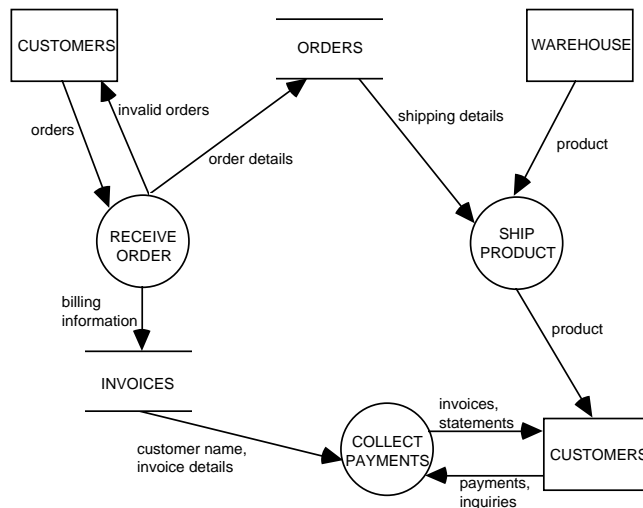 CUSTOMERS
ORDERS
WAREHOUSE
invalid orders
orders
shipping details
order details
product
RECEIVE
ORDER
SHIP
PRODUCT
billing
information
product
INVOICES
invoices,
statements
customer name,
invoice details
COLLECT
PAYMENTS
CUSTOMERS
payments,
inquiries